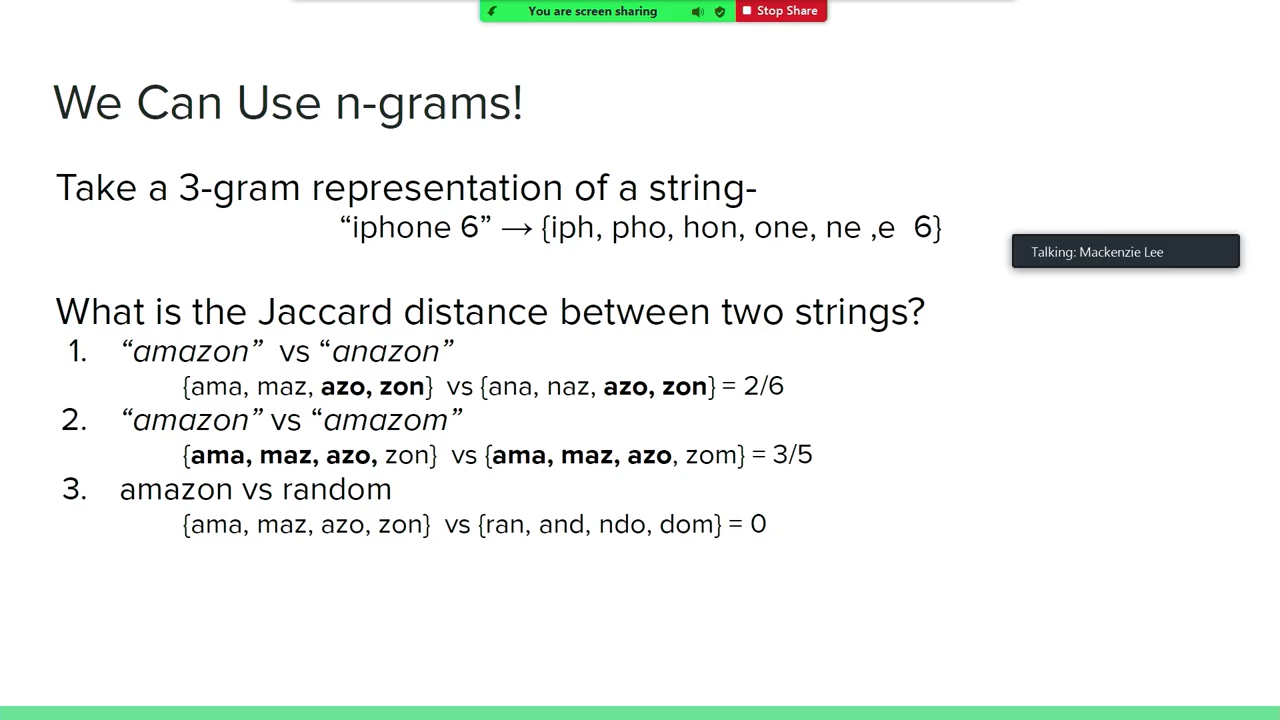 You are screen sharing
Stop Share
We Can Use n-grams!
Take a 3-gram representation of a string-
“iphone 6” → {iph, pho, hon, one, ne ,e  6}
Talking: Mackenzie Lee
What is the Jaccard distance between two strings?
1. “amazon”  vs “anazon”
{ama, maz, azo, zon}  vs {ana, naz, azo, zon} = 2/6
2. “amazon” vs “amazom”
{ama, maz, azo, zon}  vs {ama, maz, azo, zom} = 3/5
3. amazon vs random
{ama, maz, azo, zon}  vs {ran, and, ndo, dom} = 0